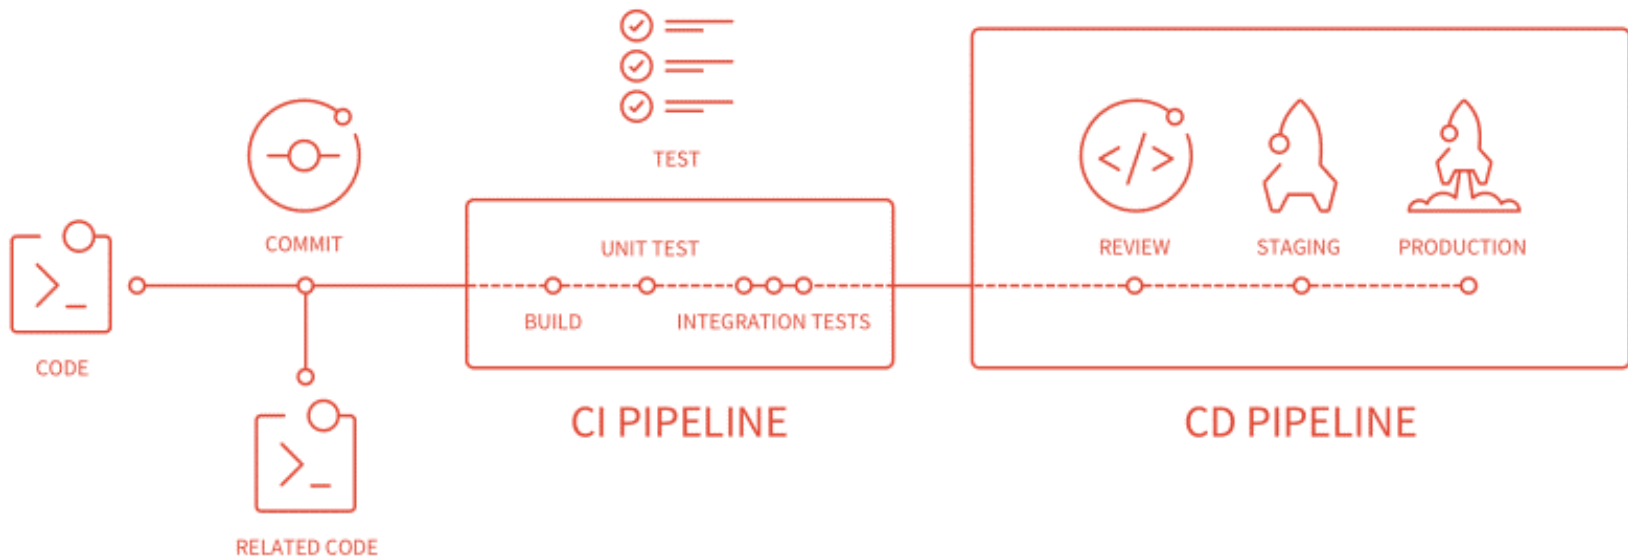 TEST
COMMIT
UNIT TEST
REVIEW
STAGING
PRODUCTION
BUILD
INTEGRATION TESTS
CODE
CI PIPELINE
CD PIPELINE
RELATED CODE